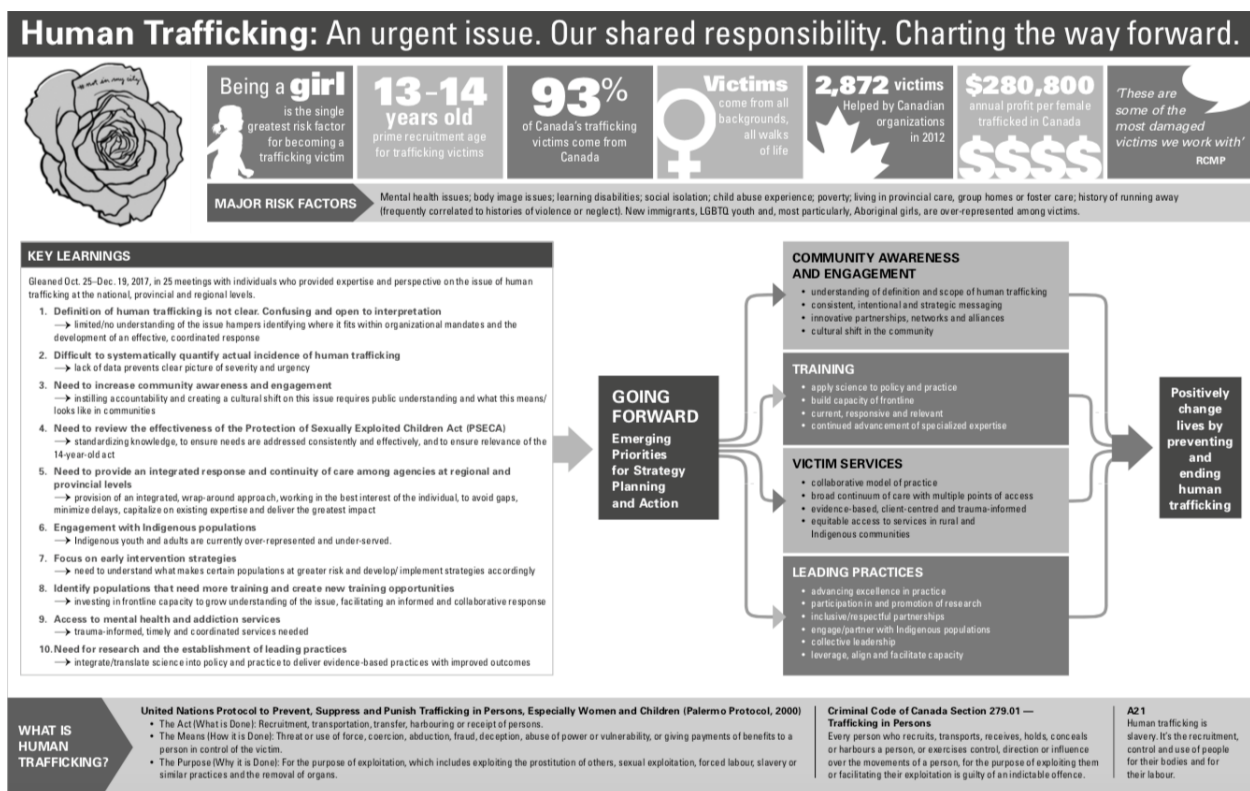 Human Trafficking: An urgent issue. Our shared responsibility. Charting the way forward.
not in my city
Being a girl
is the single
greatest risk factor
for becoming a
trafficking victim
13–14
years old
prime recruitment age
for trafficking victims
93%
of Canada's trafficking
victims come from
Canada
Victims
come from all
backgrounds,
all walks
of life
2,872 victims
Helped by Canadian
organizations
in 2012
$280,800
annual profit per female
trafficked in Canada
$$$$
'These are
some of the
most damaged
victims we work with'
RCMP
MAJOR RISK FACTORS
Mental health issues; body image issues; learning disabilities; social isolation; child abuse experience; poverty; living in provincial care, group homes or foster care; history of running away
(frequently correlated to histories of violence or neglect). New immigrants, LGBTQ youth and, most particularly, Aboriginal girls, are over-represented among victims.
KEY LEARNINGS
Gleaned Oct. 25–Dec. 19, 2017, in 25 meetings with individuals who provided expertise and perspective on the issue of human
trafficking at the national, provincial and regional levels.
1. Definition of human trafficking is not clear. Confusing and open to interpretation
→ limited/no understanding of the issue hampers identifying where it fits within organizational mandates and the
development of an effective, coordinated response
2. Difficult to systematically quantify actual incidence of human trafficking
→ lack of data prevents clear picture of severity and urgency
3. Need to increase community awareness and engagement
→ instilling accountability and creating a cultural shift on this issue requires public understanding and what this means/
looks like in communities
4. Need to review the effectiveness of the Protection of Sexually Exploited Children Act (PSECA)
→ standardizing knowledge, to ensure needs are addressed consistently and effectively, and to ensure relevance of the
14-year-old act
5. Need to provide an integrated response and continuity of care among agencies at regional and
provincial levels
→ provision of an integrated, wrap-around approach, working in the best interest of the individual, to avoid gaps,
minimize delays, capitalize on existing expertise and deliver the greatest impact
6. Engagement with Indigenous populations
→ Indigenous youth and adults are currently over-represented and under-served.
7. Focus on early intervention strategies
→ need to understand what makes certain populations at greater risk and develop/ implement strategies accordingly
8. Identify populations that need more training and create new training opportunities
→ investing in frontline capacity to grow understanding of the issue, facilitating an informed and collaborative response
9. Access to mental health and addiction services
→ trauma-informed, timely and coordinated services needed
10. Need for research and the establishment of leading practices
→ integrate/translate science into policy and practice to deliver evidence-based practices with improved outcomes
GOING
FORWARD
Emerging
Priorities
for Strategy
Planning
and Action
COMMUNITY AWARENESS
AND ENGAGEMENT
• understanding of definition and scope of human trafficking
• consistent, intentional and strategic messaging
• innovative partnerships, networks and alliances
• cultural shift in the community
TRAINING
• apply science to policy and practice
• build capacity of frontline
• current, responsive and relevant
• continued advancement of specialized expertise
VICTIM SERVICES
• collaborative model of practice
• broad continuum of care with multiple points of access
• evidence-based, client-centred and trauma-informed
• equitable access to services in rural and
Indigenous communities
LEADING PRACTICES
• advancing excellence in practice
• participation in and promotion of research
• inclusive/respectful partnerships
• engage/partner with Indigenous populations
• collective leadership
• leverage, align and facilitate capacity
Positively
change
lives by
preventing
and
ending
human
trafficking
WHAT IS
HUMAN
TRAFFICKING?
United Nations Protocol to Prevent, Suppress and Punish Trafficking in Persons, Especially Women and Children (Palermo Protocol, 2000)
• The Act (What is Done): Recruitment, transportation, transfer, harbouring or receipt of persons.
• The Means (How it is Done): Threat or use of force, coercion, abduction, fraud, deception, abuse of power or vulnerability, or giving payments of benefits to a
person in control of the victim.
• The Purpose (Why it is Done): For the purpose of exploitation, which includes exploiting the prostitution of others, sexual exploitation, forced labour, slavery or
similar practices and the removal of organs.
Criminal Code of Canada Section 279.01 —
Trafficking in Persons
Every person who recruits, transports, receives, holds, conceals
or harbours a person, or exercises control, direction or influence
over the movements of a person, for the purpose of exploiting them
or facilitating their exploitation is guilty of an indictable offence.
A21
Human trafficking is
slavery. It's the recruitment,
control and use of people
for their bodies and for
their labour.